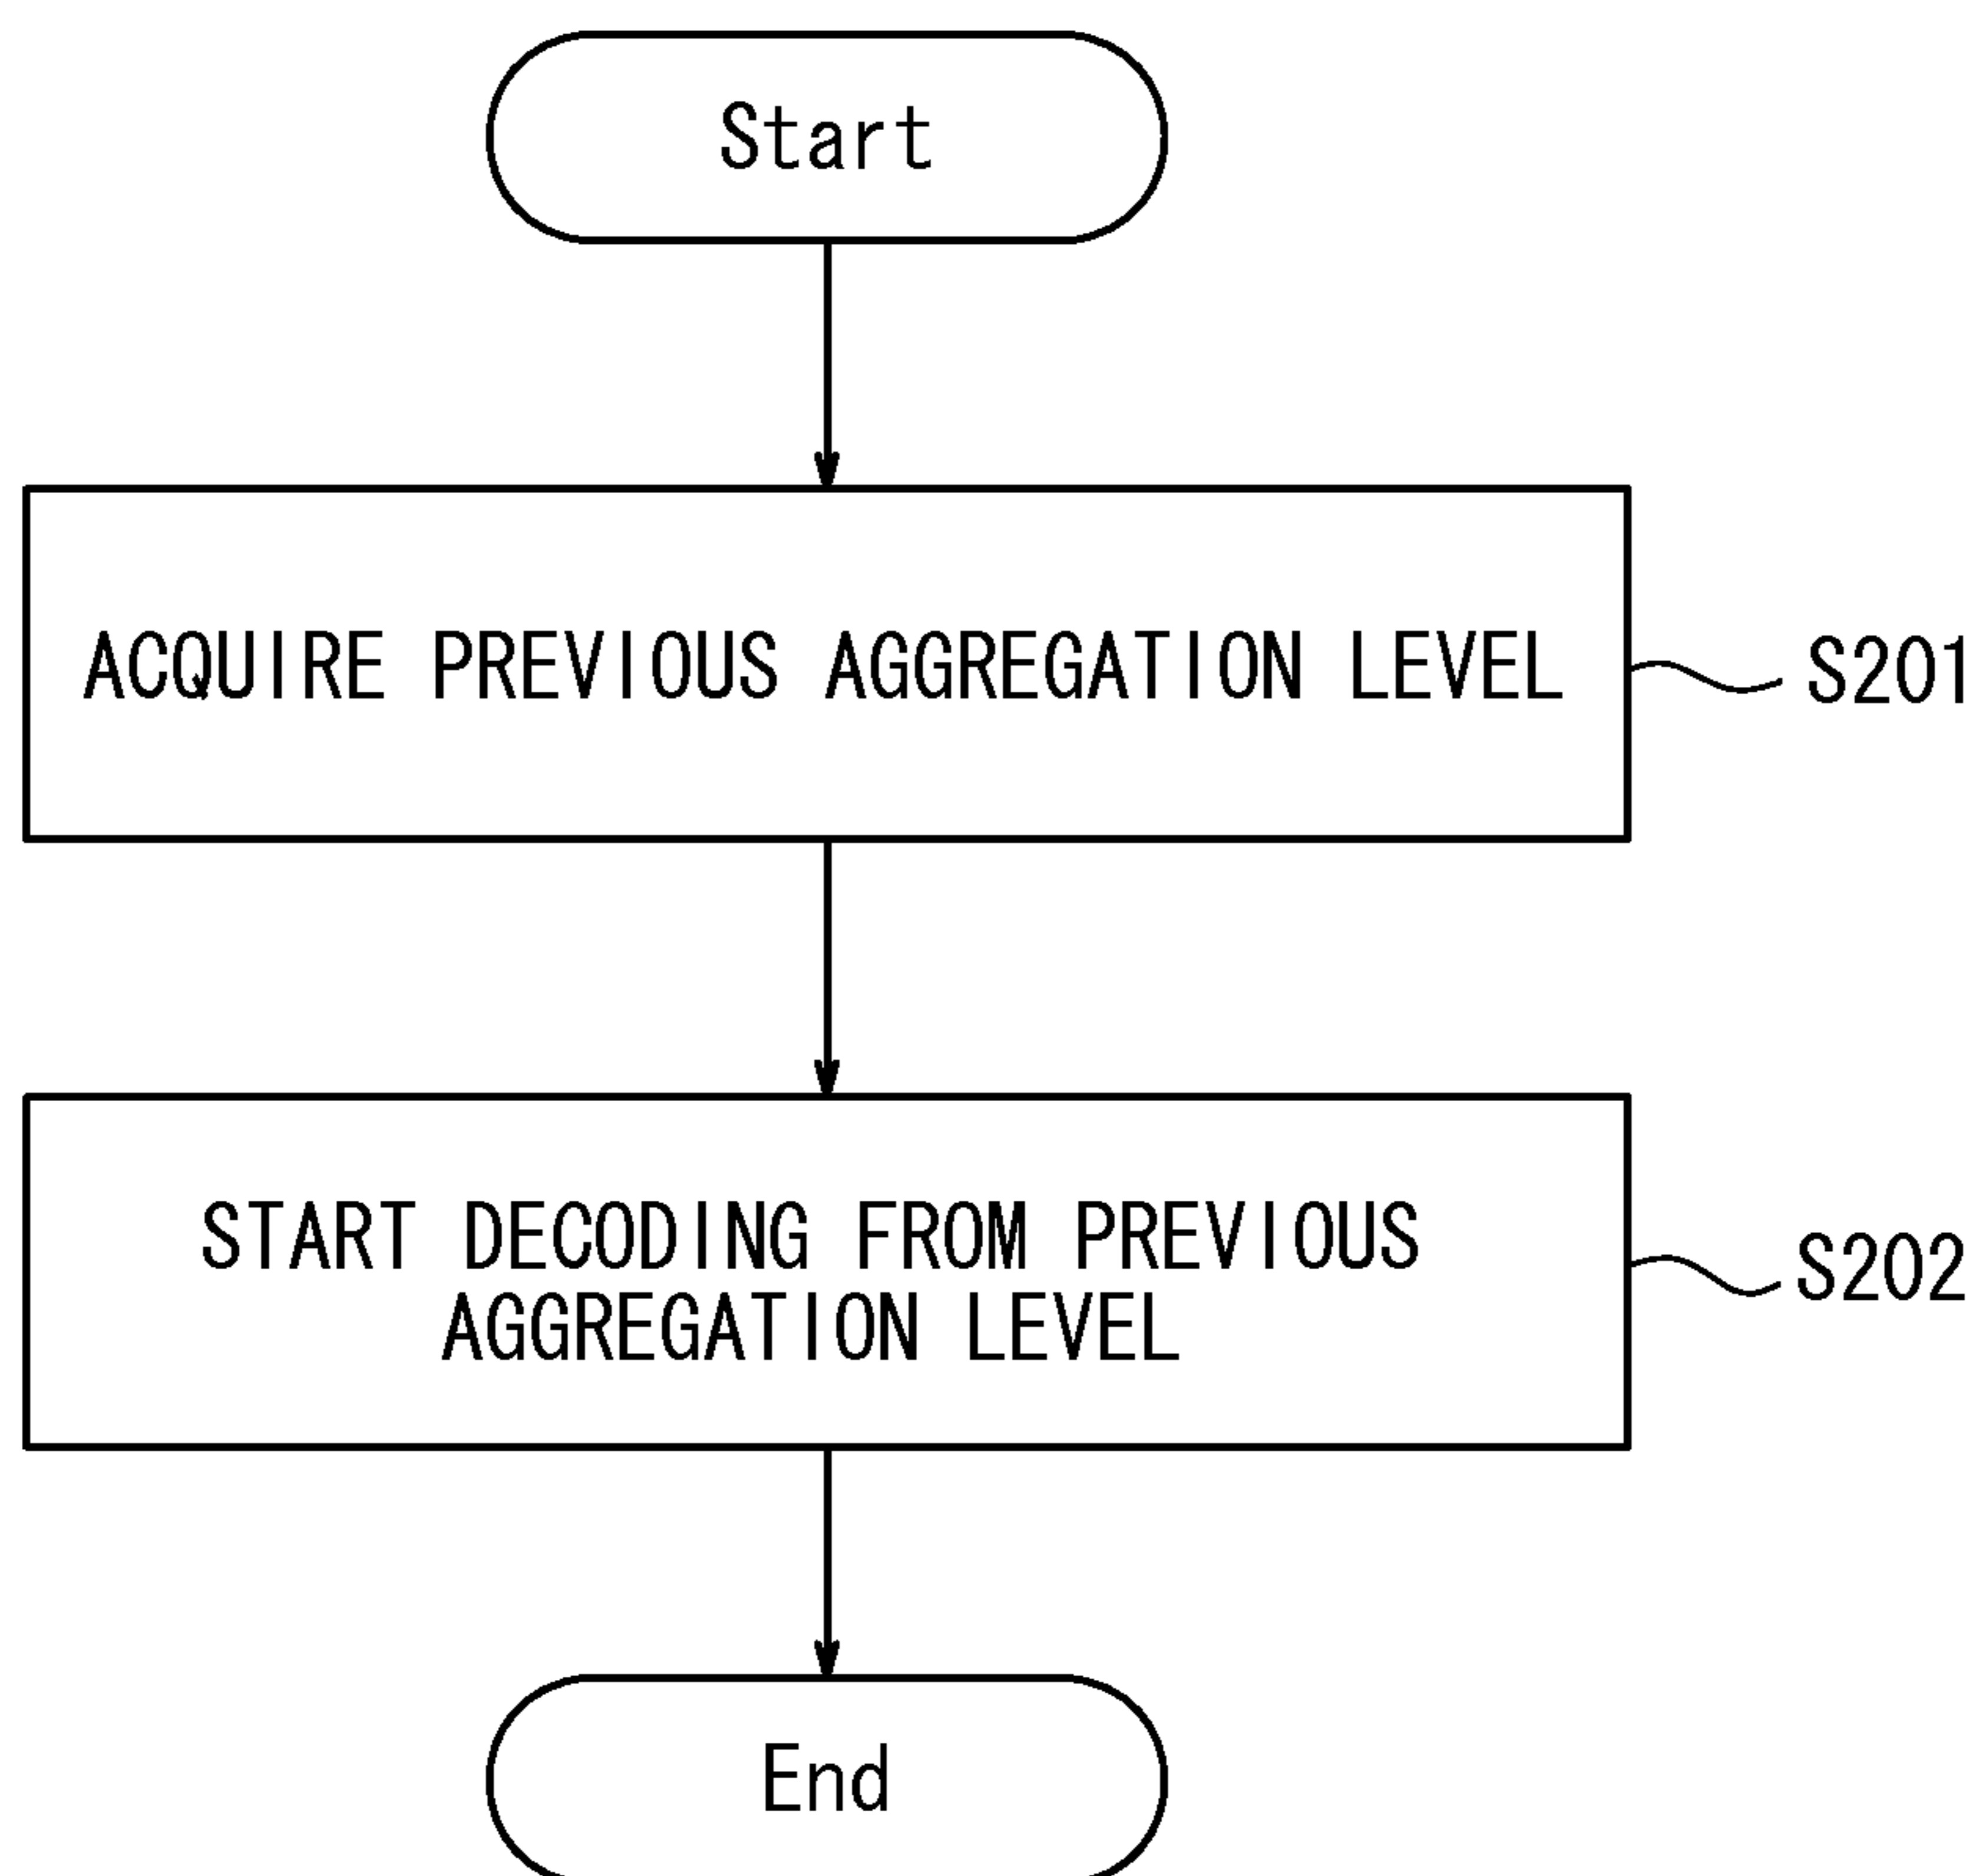 Start
ACQUIRE PREVIOUS AGGREGATION LEVEL
S201
START DECODING FROM PREVIOUS
AGGREGATION LEVEL
S202
End